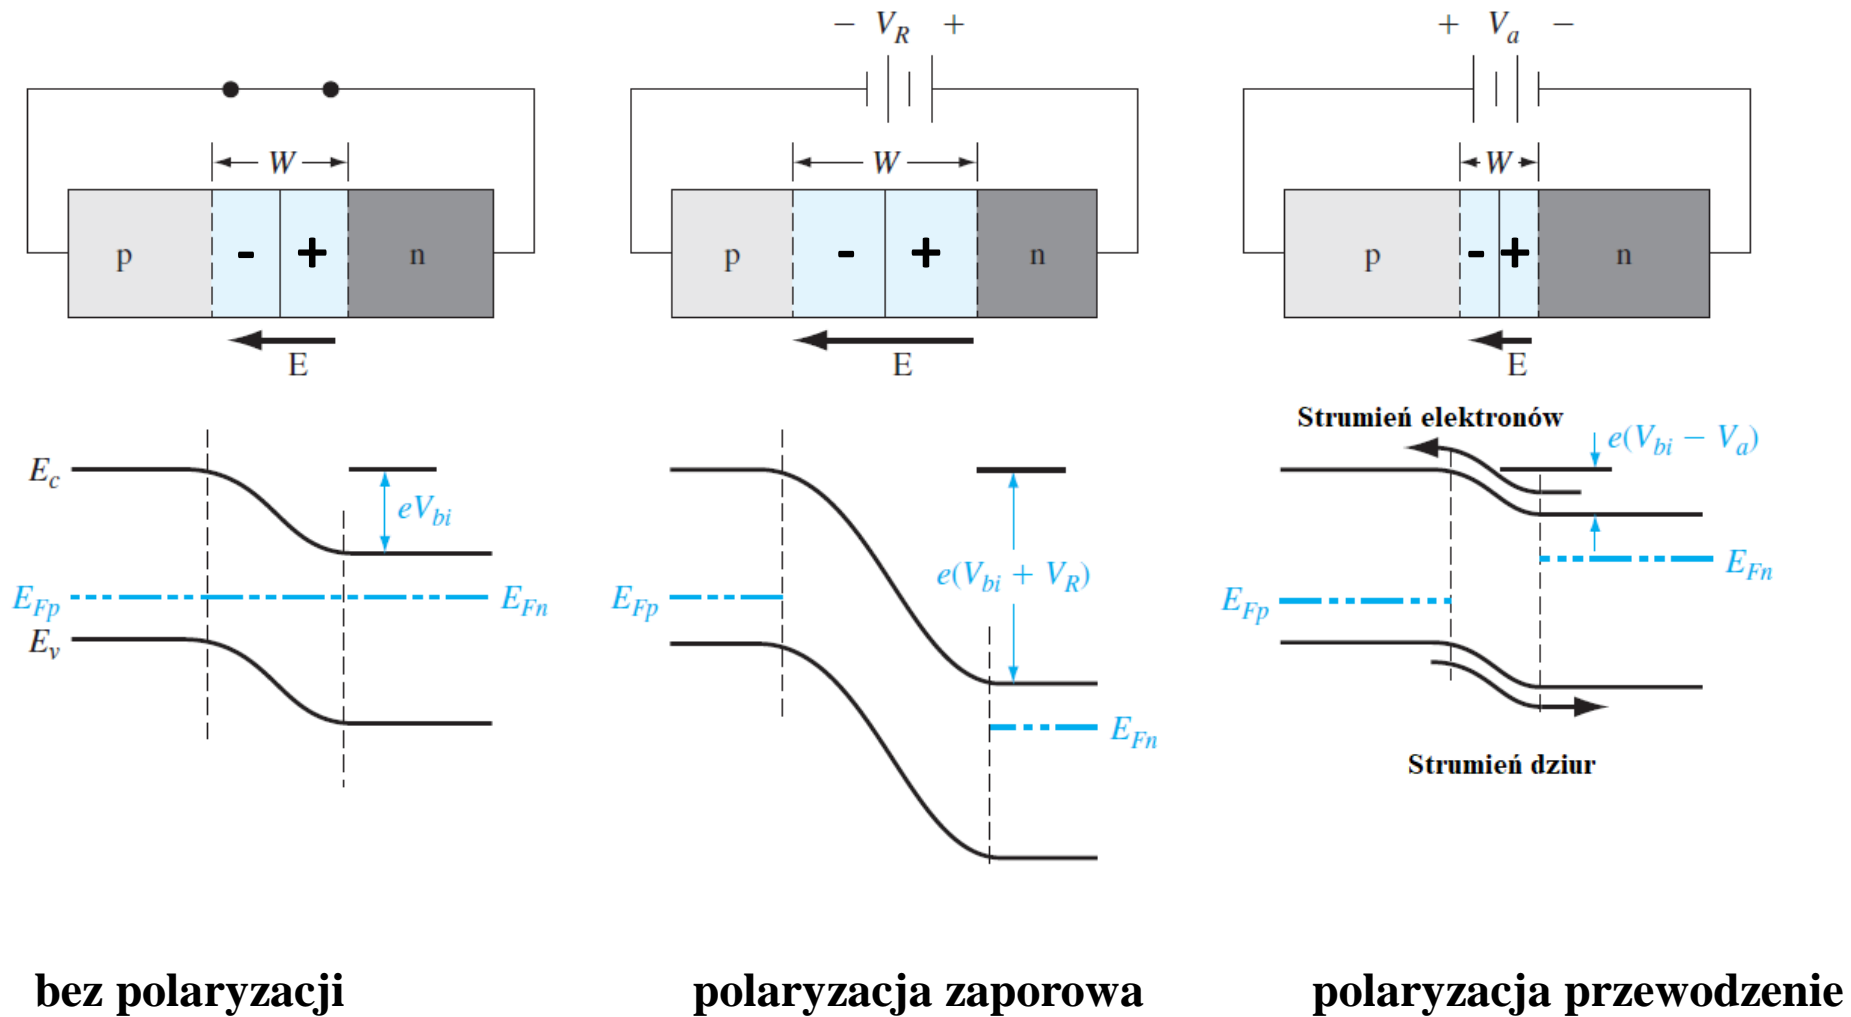 − V_R +
+ V_a −
W
W
W
p - + n
p - + n
p - + n
E
E
E
Strumień elektronów
e(V_bi − V_a)
E_c
eV_bi
E_Fn
e(V_bi + V_R)
E_Fp
E_Fn
E_Fp
E_Fp
E_v
E_Fn
Strumień dziur
bez polaryzacji
polaryzacja zaporowa
polaryzacja przewodzenie